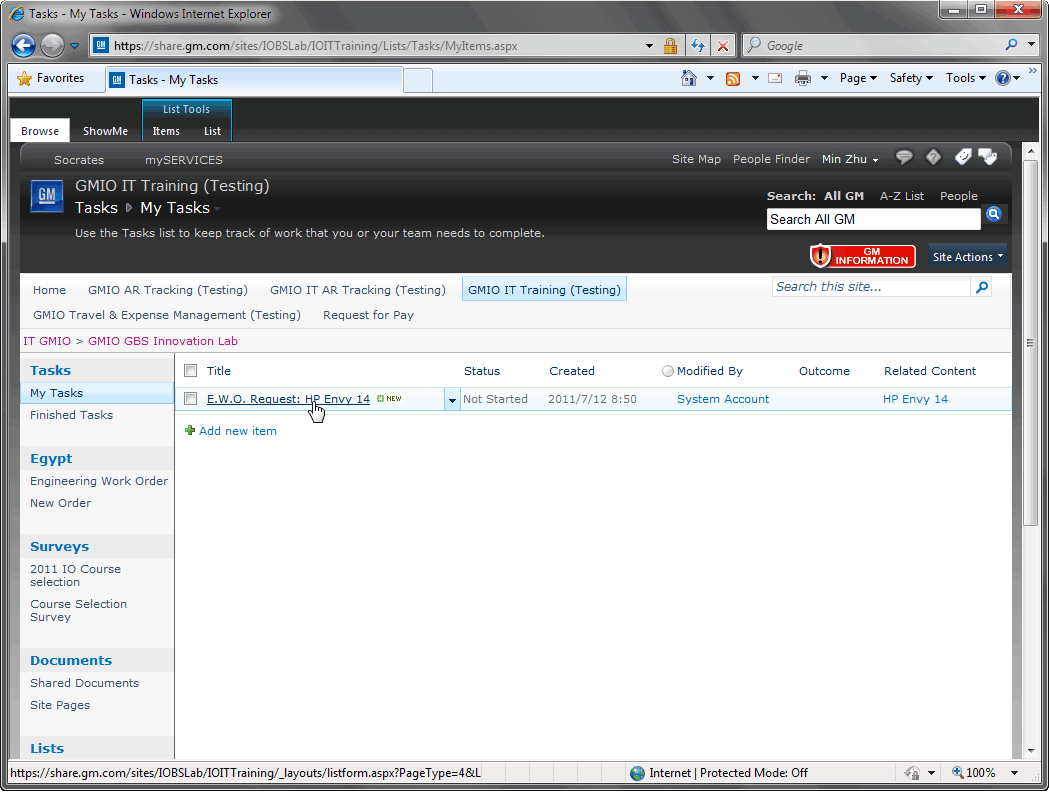 Tasks - My Tasks - Windows Internet Explorer
GM https://share.gm.com/sites/IOBSLab/IOITTraining/Lists/Tasks/MyItems.aspx Google
Favorites GM Tasks - My Tasks Page Safety Tools
List Tools
Browse ShowMe Items List
Socrates mySERVICES Site Map People Finder Min Zhu
GM
GMIO IT Training (Testing)
Tasks My Tasks
Search: All GM A-Z List People
Search All GM
Use the Tasks list to keep track of work that you or your team needs to complete.
GM
INFORMATION
Site Actions
Home GMIO AR Tracking (Testing) GMIO IT AR Tracking (Testing) GMIO IT Training (Testing) Search this site...
GMIO Travel & Expense Management (Testing) Request for Pay
IT GMIO > GMIO GBS Innovation Lab
Tasks
My Tasks
Finished Tasks
Egypt
Engineering Work Order
New Order
Surveys
2011 IO Course
selection
Course Selection
Survey
Documents
Shared Documents
Site Pages
Lists
Title Status Created Modified By Outcome Related Content
E.W.O. Request: HP Envy 14 NEW Not Started 2011/7/12 8:50 System Account HP Envy 14
Add new item
https://share.gm.com/sites/IOBSLab/IOITTraining/_layouts/listform.aspx?PageType=4&L Internet | Protected Mode: Off 100%